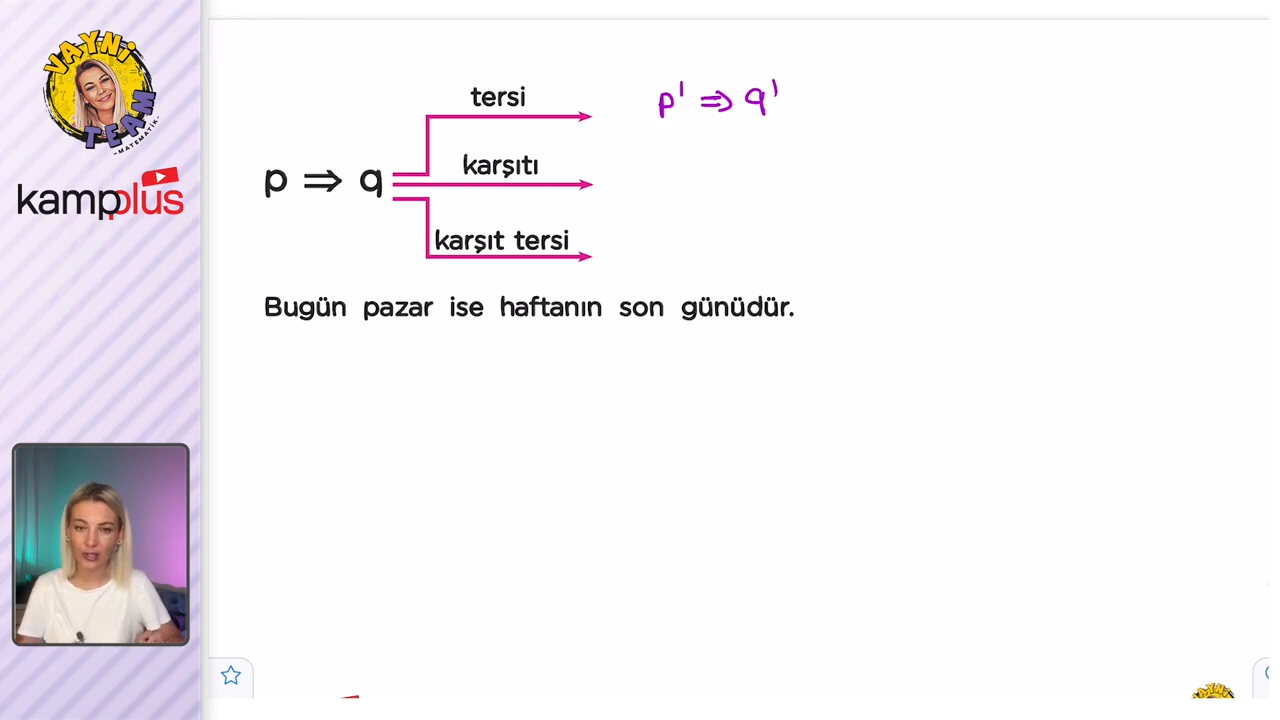 VAYNİ
TEAM
-MATEMATİK-
kampplus
tersi
p' ⇒ q'
karşıtı
p ⇒ q
karşıt tersi
Bugün pazar ise haftanın son günüdür.